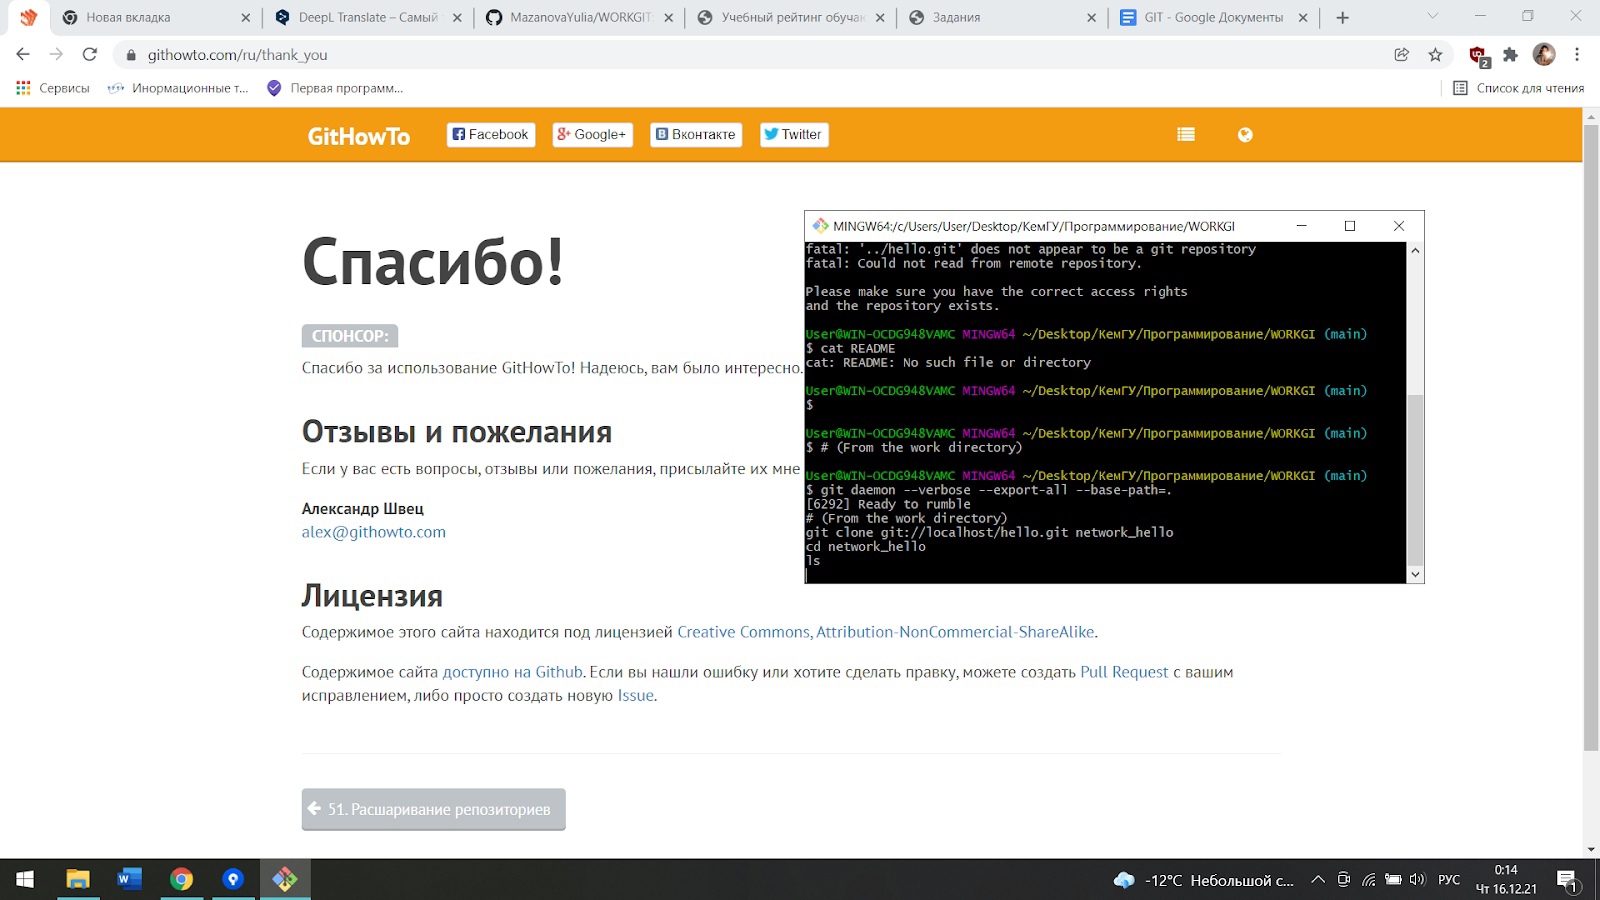 Новая вкладка
DeepL Translate – Самый
MazanovaYulia/WORKGIT:
Учебный рейтинг обучаю
Задания
GIT - Google Документы
githowto.com/ru/thank_you
2
Сервисы
Инормационные т...
Первая программ...
Список для чтения
GitHowTo
Facebook
Google+
Вконтакте
Twitter
Спасибо!
СПОНСОР:
Спасибо за использование GitHowTo! Надеюсь, вам было интересно.
Отзывы и пожелания
Если у вас есть вопросы, отзывы или пожелания, присылайте их мне
Александр Швец
alex@githowto.com
MINGW64:/c/Users/User/Desktop/КемГУ/Программирование/WORKGI
fatal: '../hello.git' does not appear to be a git repository
fatal: Could not read from remote repository.
Please make sure you have the correct access rights
and the repository exists.
User@WIN-OCDG948VAMC MINGW64 ~/Desktop/КемГУ/Программирование/WORKGI (main)
$ cat README
cat: README: No such file or directory
User@WIN-OCDG948VAMC MINGW64 ~/Desktop/КемГУ/Программирование/WORKGI (main)
$
User@WIN-OCDG948VAMC MINGW64 ~/Desktop/КемГУ/Программирование/WORKGI (main)
$ # (From the work directory)
User@WIN-OCDG948VAMC MINGW64 ~/Desktop/КемГУ/Программирование/WORKGI (main)
$ git daemon --verbose --export-all --base-path=.
[6292] Ready to rumble
# (From the work directory)
git clone git://localhost/hello.git network_hello
cd network_hello
ls
Лицензия
Содержимое этого сайта находится под лицензией Creative Commons, Attribution-NonCommercial-ShareAlike.
Содержимое сайта доступно на Github. Если вы нашли ошибку или хотите сделать правку, можете создать Pull Request с вашим
исправлением, либо просто создать новую Issue.
51. Расшаривание репозиториев
-12°C Небольшой с...
РУС
0:14
Чт 16.12.21
1